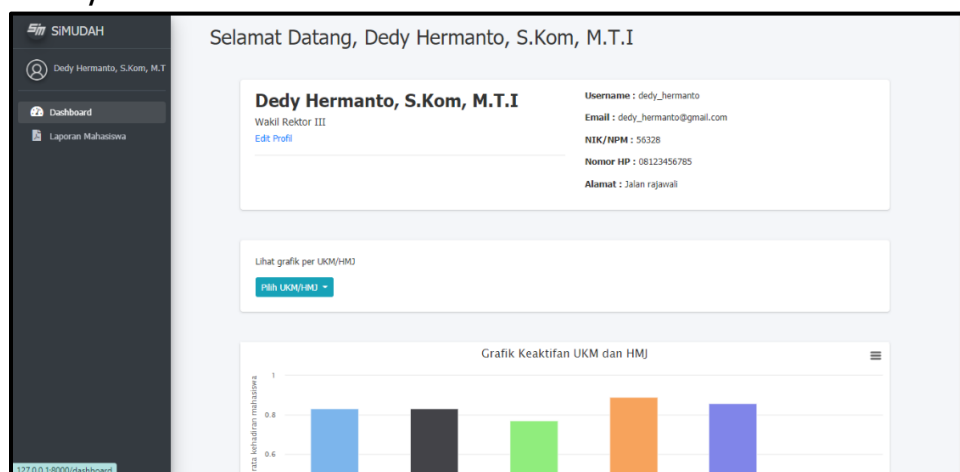 Sim SiMUDAH
Dedy Hermanto, S.Kom, M.T
Dashboard
Laporan Mahasiswa
Selamat Datang, Dedy Hermanto, S.Kom, M.T.I
Dedy Hermanto, S.Kom, M.T.I
Wakil Rektor III
Edit Profil
Username : dedy_hermanto
Email : dedy_hermanto@gmail.com
NIK/NPM : 56328
Nomor HP : 08123456785
Alamat : Jalan rajawali
Lihat grafik per UKM/HMJ
Pilih UKM/HMJ
Grafik Keaktifan UKM dan HMJ
1
0.8
0.6
rata kehadiran mahasiswa
127.0.0.1:8000/dashboard